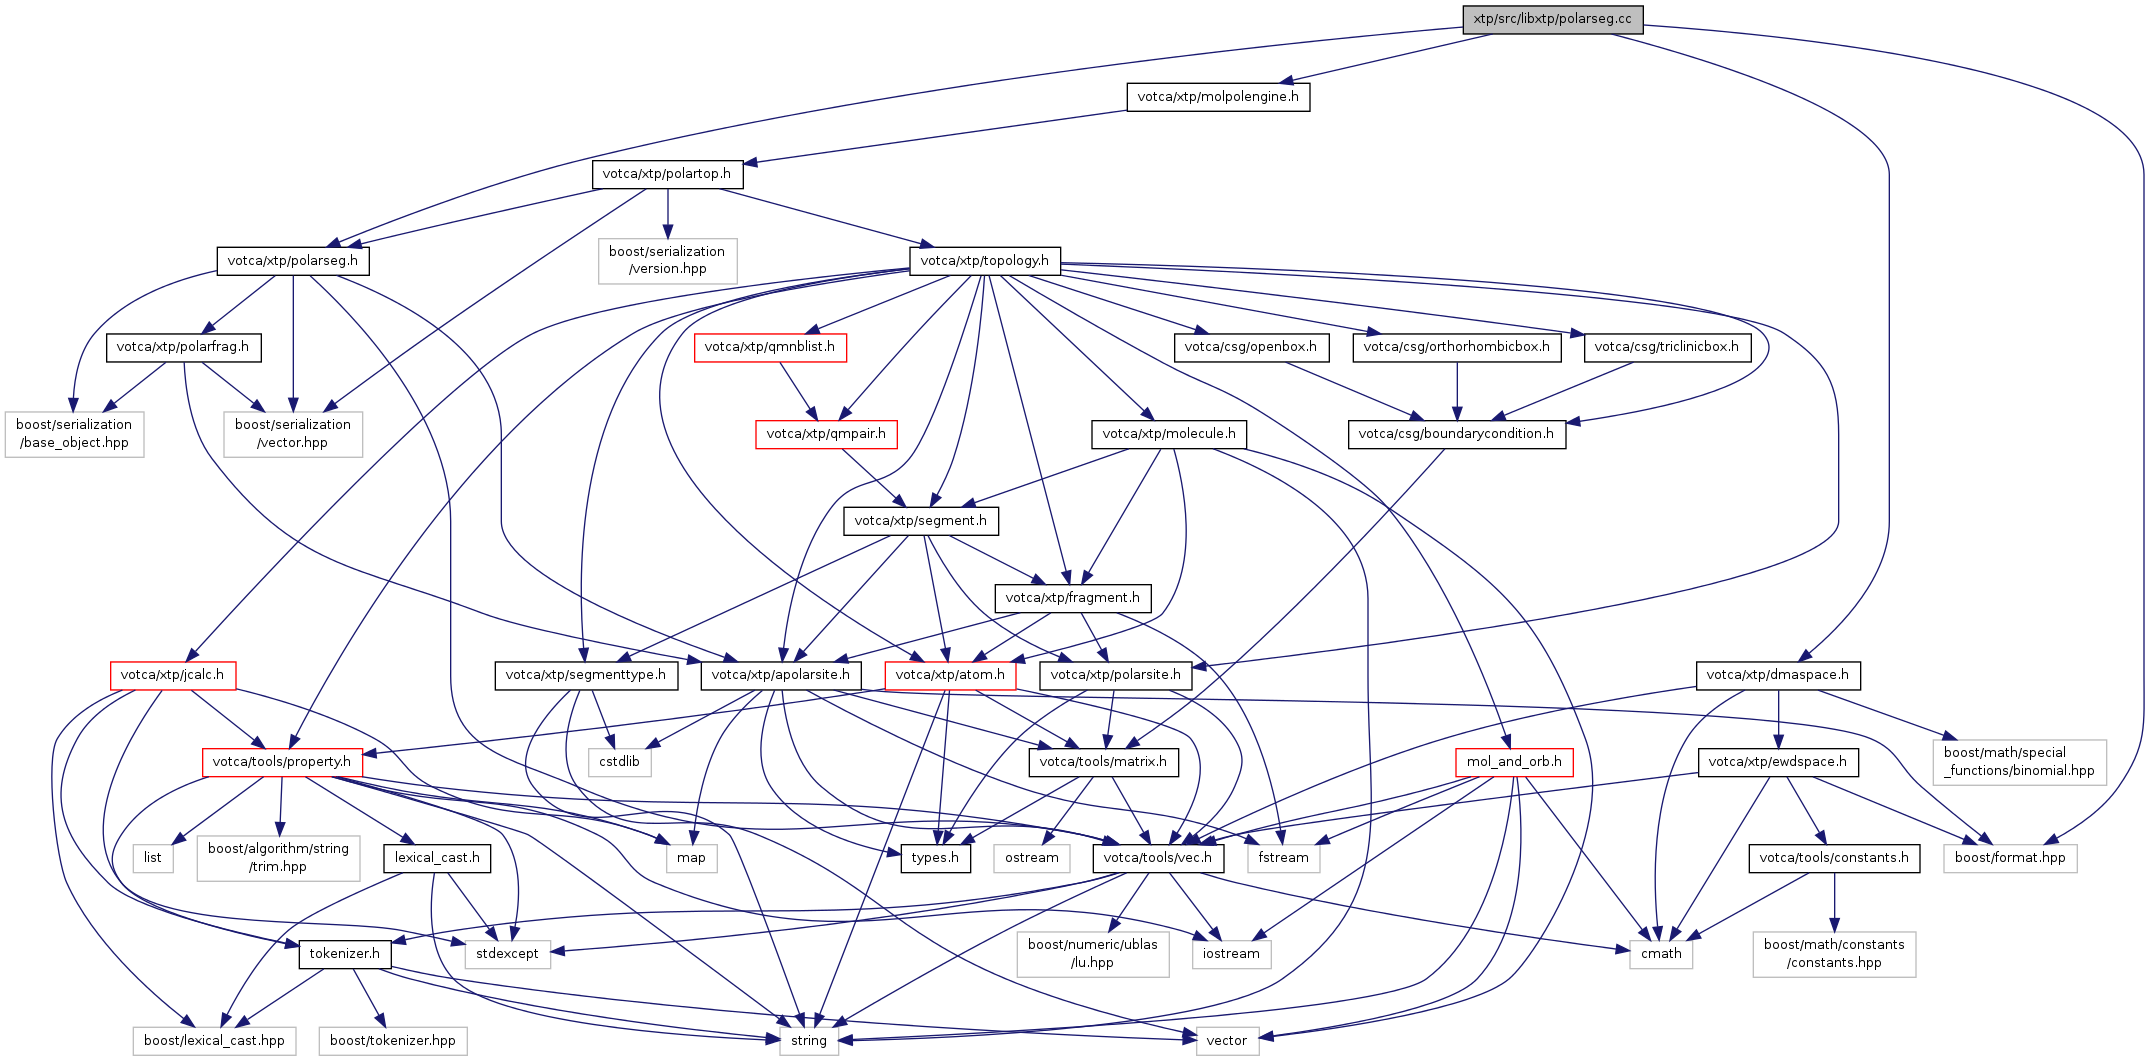 xtp/src/libxtp/polarseg.cc
votca/xtp/molpolengine.h
votca/xtp/polartop.h
votca/xtp/polarseg.h
boost/serialization
/version.hpp
votca/xtp/topology.h
votca/xtp/polarfrag.h
votca/xtp/qmnblist.h
votca/csg/openbox.h
votca/csg/orthorhombicbox.h
votca/csg/triclinicbox.h
boost/serialization
/base_object.hpp
boost/serialization
/vector.hpp
votca/xtp/qmpair.h
votca/xtp/molecule.h
votca/csg/boundarycondition.h
votca/xtp/segment.h
votca/xtp/fragment.h
votca/xtp/jcalc.h
votca/xtp/segmenttype.h
votca/xtp/apolarsite.h
votca/xtp/atom.h
votca/xtp/polarsite.h
votca/xtp/dmaspace.h
votca/tools/property.h
cstdlib
votca/tools/matrix.h
mol_and_orb.h
votca/xtp/ewdspace.h
boost/math/special
_functions/binomial.hpp
list
boost/algorithm/string
/trim.hpp
lexical_cast.h
map
types.h
ostream
votca/tools/vec.h
fstream
votca/tools/constants.h
boost/format.hpp
tokenizer.h
stdexcept
boost/numeric/ublas
/lu.hpp
iostream
cmath
boost/math/constants
/constants.hpp
boost/lexical_cast.hpp
boost/tokenizer.hpp
string
vector